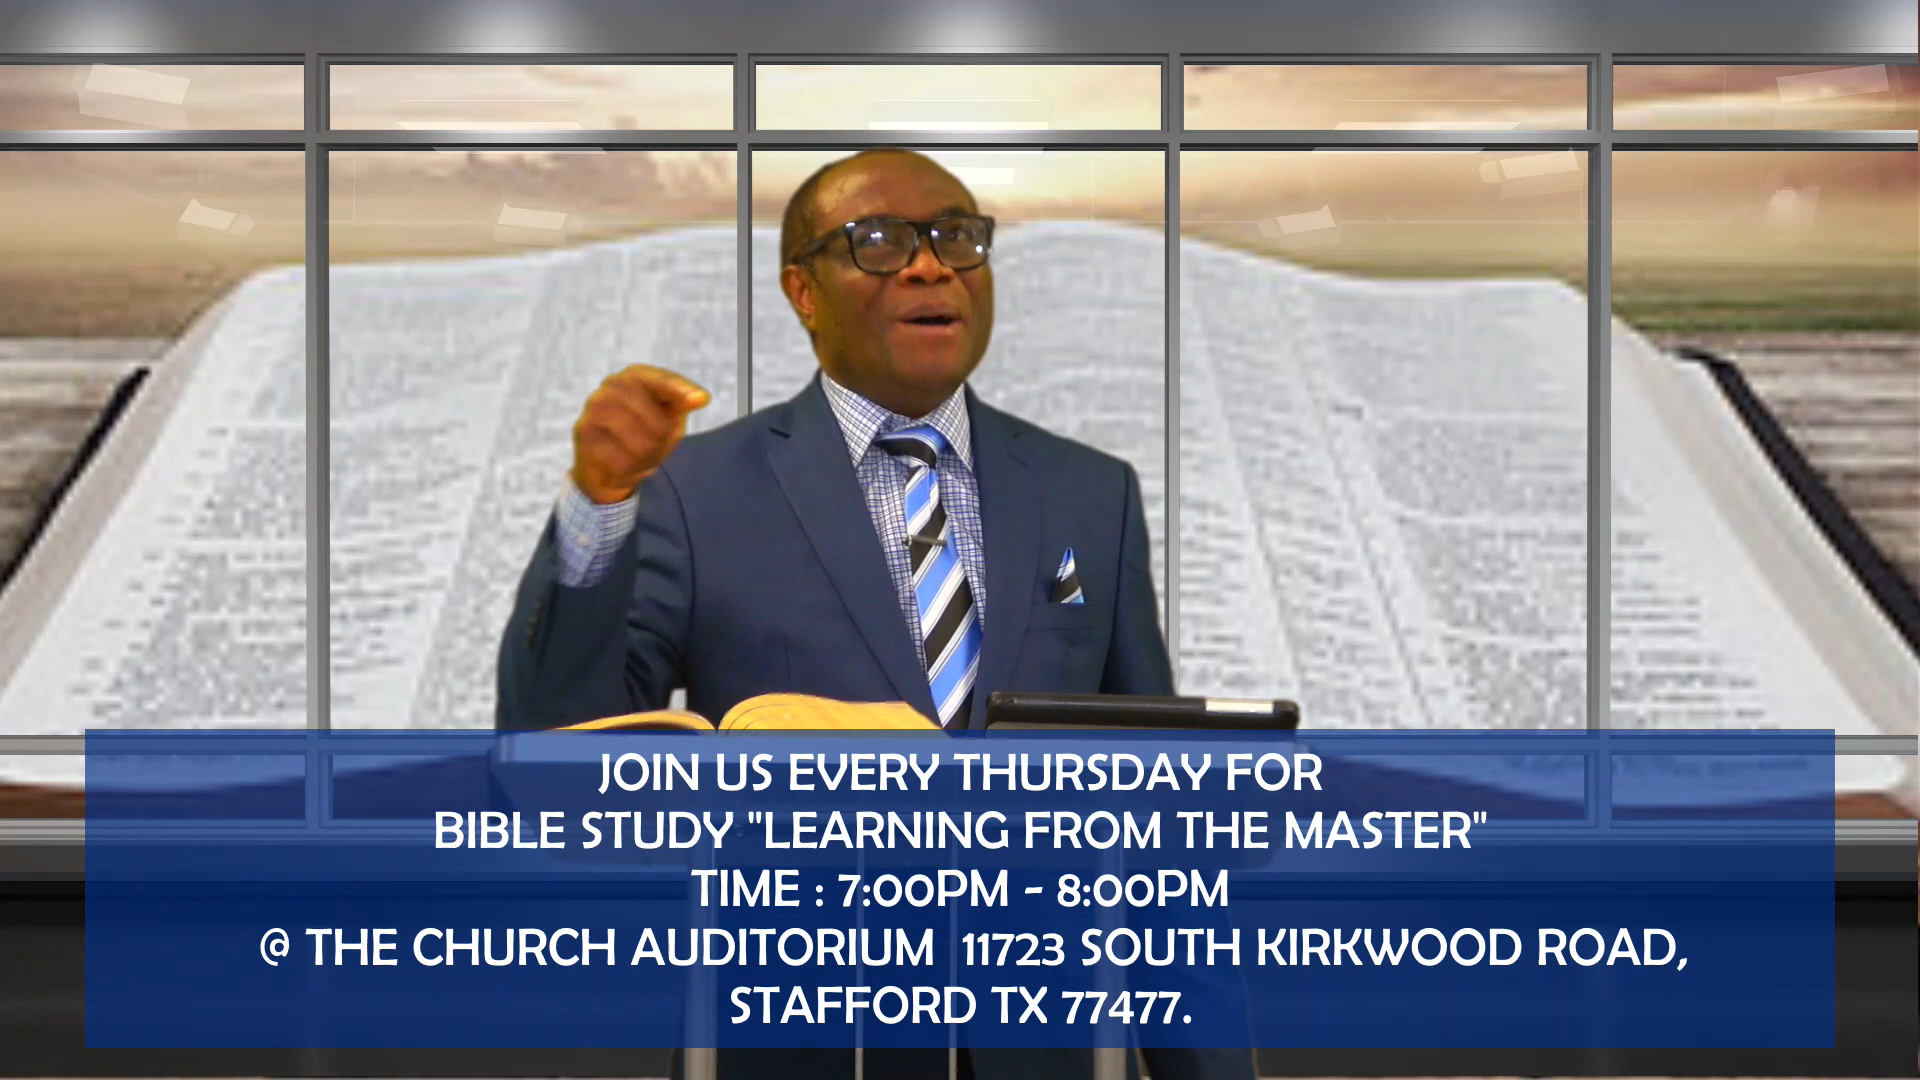 JOIN US EVERY THURSDAY FOR
BIBLE STUDY "LEARNING FROM THE MASTER"
TIME : 7:00PM - 8:00PM
@ THE CHURCH AUDITORIUM 11723 SOUTH KIRKWOOD ROAD,
STAFFORD TX 77477.